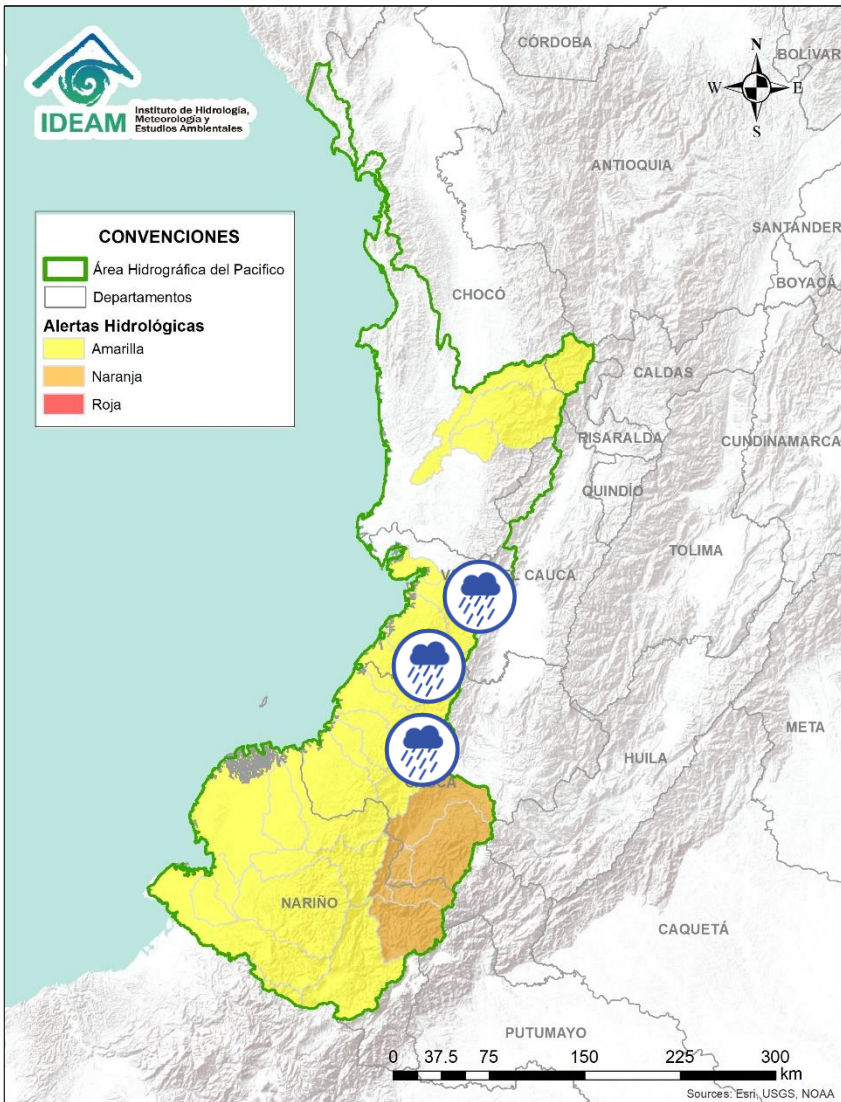 IDEAM
Instituto de Hidrología,
Meteorología y
Estudios Ambientales
CÓRDOBA
BOLÍVAR
N
W
E
S
ANTIOQUIA
SANTANDER
CONVENCIONES
Área Hidrográfica del Pacifico
Departamentos
Alertas Hidrológicas
Amarilla
Naranja
Roja
BOYACÁ
CHOCÓ
CALDAS
RISARALDA
CUNDINAMARCA
QUINDÍO
TOLIMA
CAUCA
META
HUILA
NARIÑO
CAQUETÁ
PUTUMAYO
0 37.5 75 150 225 300
km
Sources: Esri, USGS, NOAA